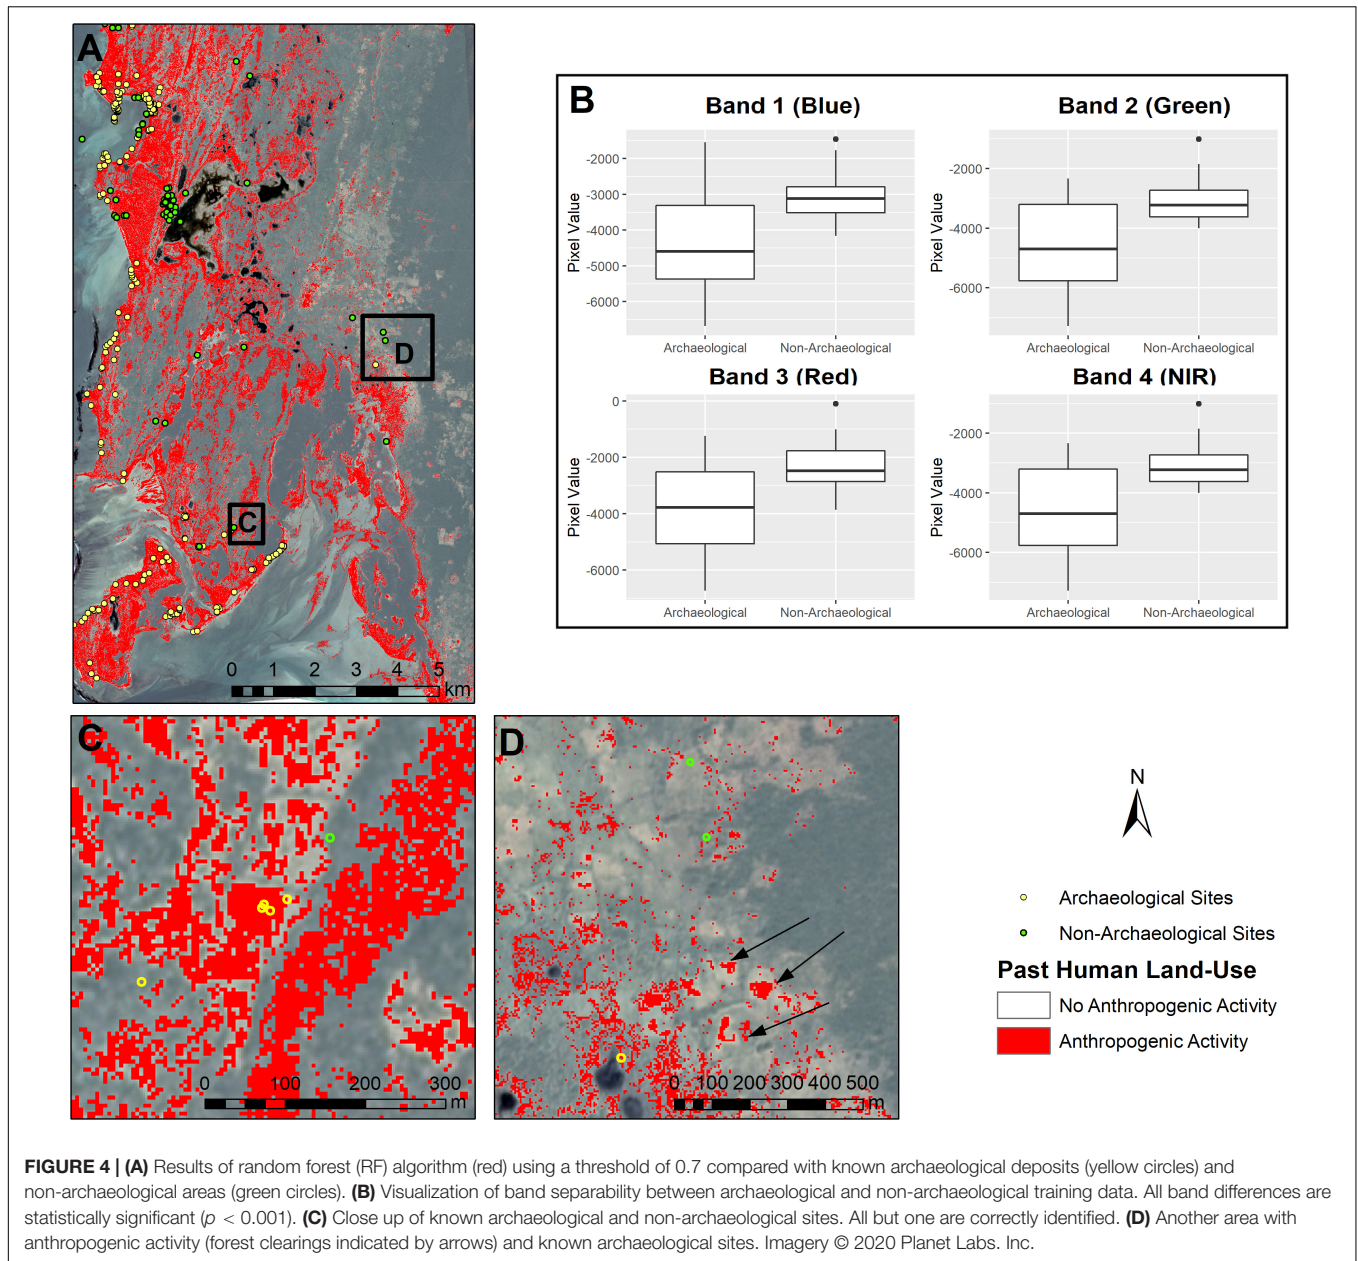 A
0 1 2 3 4 5
km
C
D
B
Band 1 (Blue)
Pixel Value
-2000
-3000
-4000
-5000
-6000
Archaeological
Non-Archaeological
Band 2 (Green)
Pixel Value
-2000
-4000
-6000
Archaeological
Non-Archaeological
Band 3 (Red)
Pixel Value
0
-2000
-4000
-6000
Archaeological
Non-Archaeological
Band 4 (NIR)
Pixel Value
-2000
-4000
-6000
Archaeological
Non-Archaeological
C
0 100 200 300
m
D
0 100 200 300 400 500
m
N
Archaeological Sites
Non-Archaeological Sites
Past Human Land-Use
No Anthropogenic Activity
Anthropogenic Activity
FIGURE 4 | (A) Results of random forest (RF) algorithm (red) using a threshold of 0.7 compared with known archaeological deposits (yellow circles) and
non-archaeological areas (green circles). (B) Visualization of band separability between archaeological and non-archaeological training data. All band differences are
statistically significant (p < 0.001). (C) Close up of known archaeological and non-archaeological sites. All but one are correctly identified. (D) Another area with
anthropogenic activity (forest clearings indicated by arrows) and known archaeological sites. Imagery © 2020 Planet Labs. Inc.